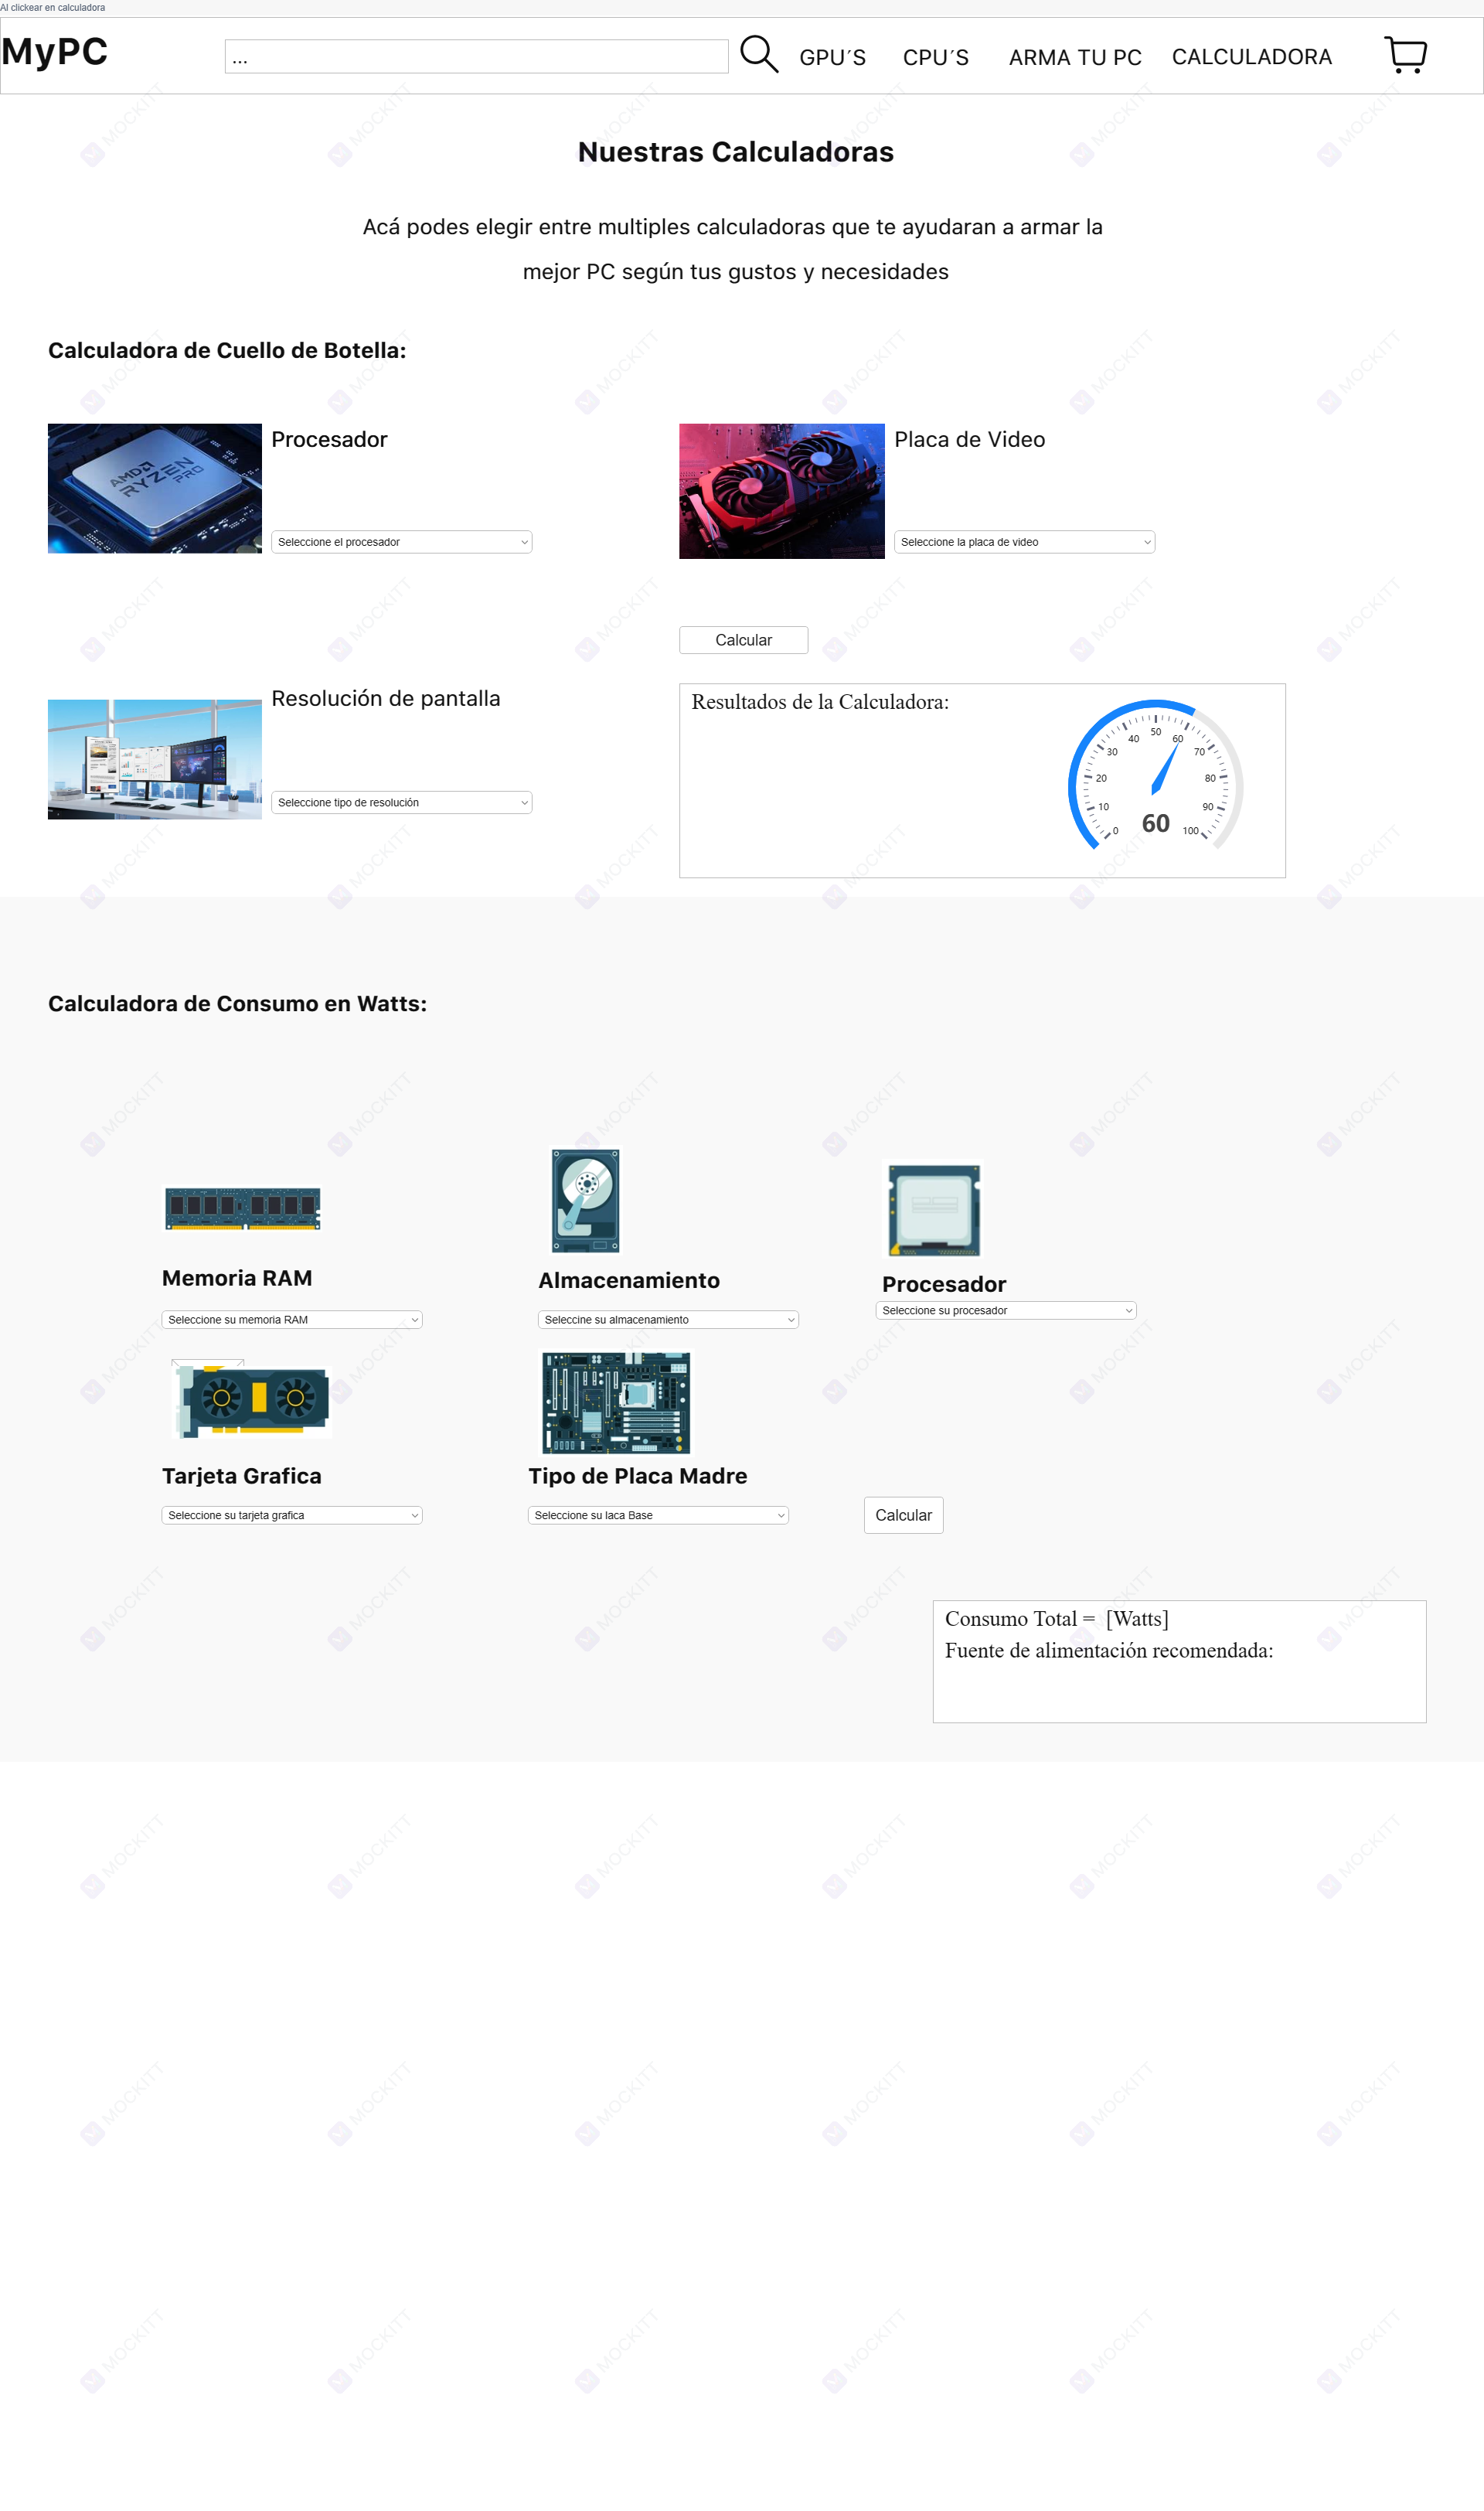 Al clickear en calculadora
MyPC
...
GPU´S
CPU´S
ARMA TU PC
CALCULADORA
Nuestras Calculadoras
Acá podes elegir entre multiples calculadoras que te ayudaran a armar la
mejor PC según tus gustos y necesidades
Calculadora de Cuello de Botella:
AMD
RYZEN
PRO
Procesador
Seleccione el procesador
Placa de Video
Seleccione la placa de video
Calcular
Resolución de pantalla
Seleccione tipo de resolución
Resultados de la Calculadora:
0
10
20
30
40
50
60
70
80
90
100
60
Calculadora de Consumo en Watts:
Memoria RAM
Seleccione su memoria RAM
Almacenamiento
Seleccine su almacenamiento
Procesador
Seleccione su procesador
Tarjeta Grafica
Seleccione su tarjeta grafica
Tipo de Placa Madre
Seleccione su laca Base
Calcular
Consumo Total = [Watts]
Fuente de alimentación recomendada:
MOCKITT